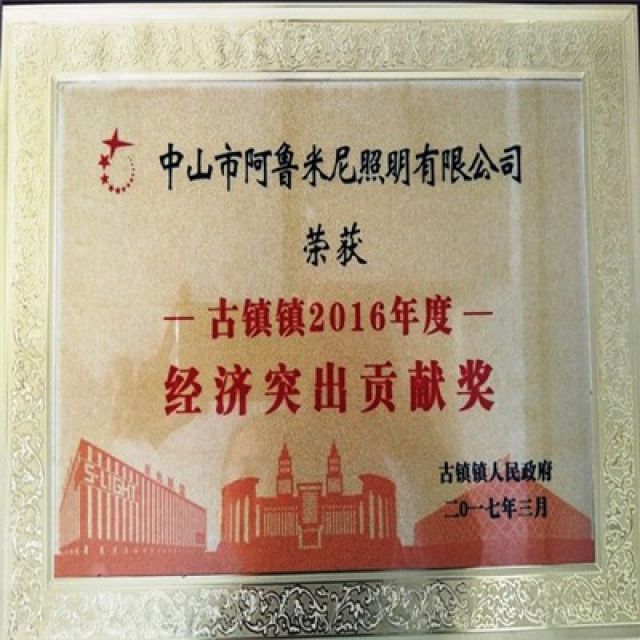 中山市阿鲁米尼照明有限公司
荣获
— 古镇镇2016年度 —
经济突出贡献奖
古镇镇人民政府
二〇一七年三月